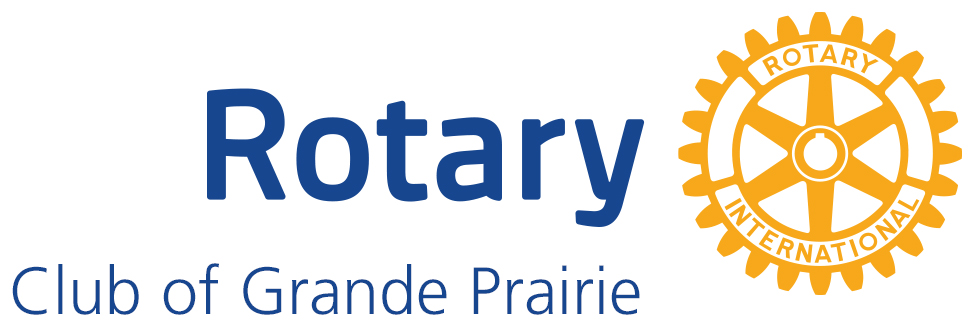 Rotary
Club of Grande Prairie
ROTARY
INTERNATIONAL